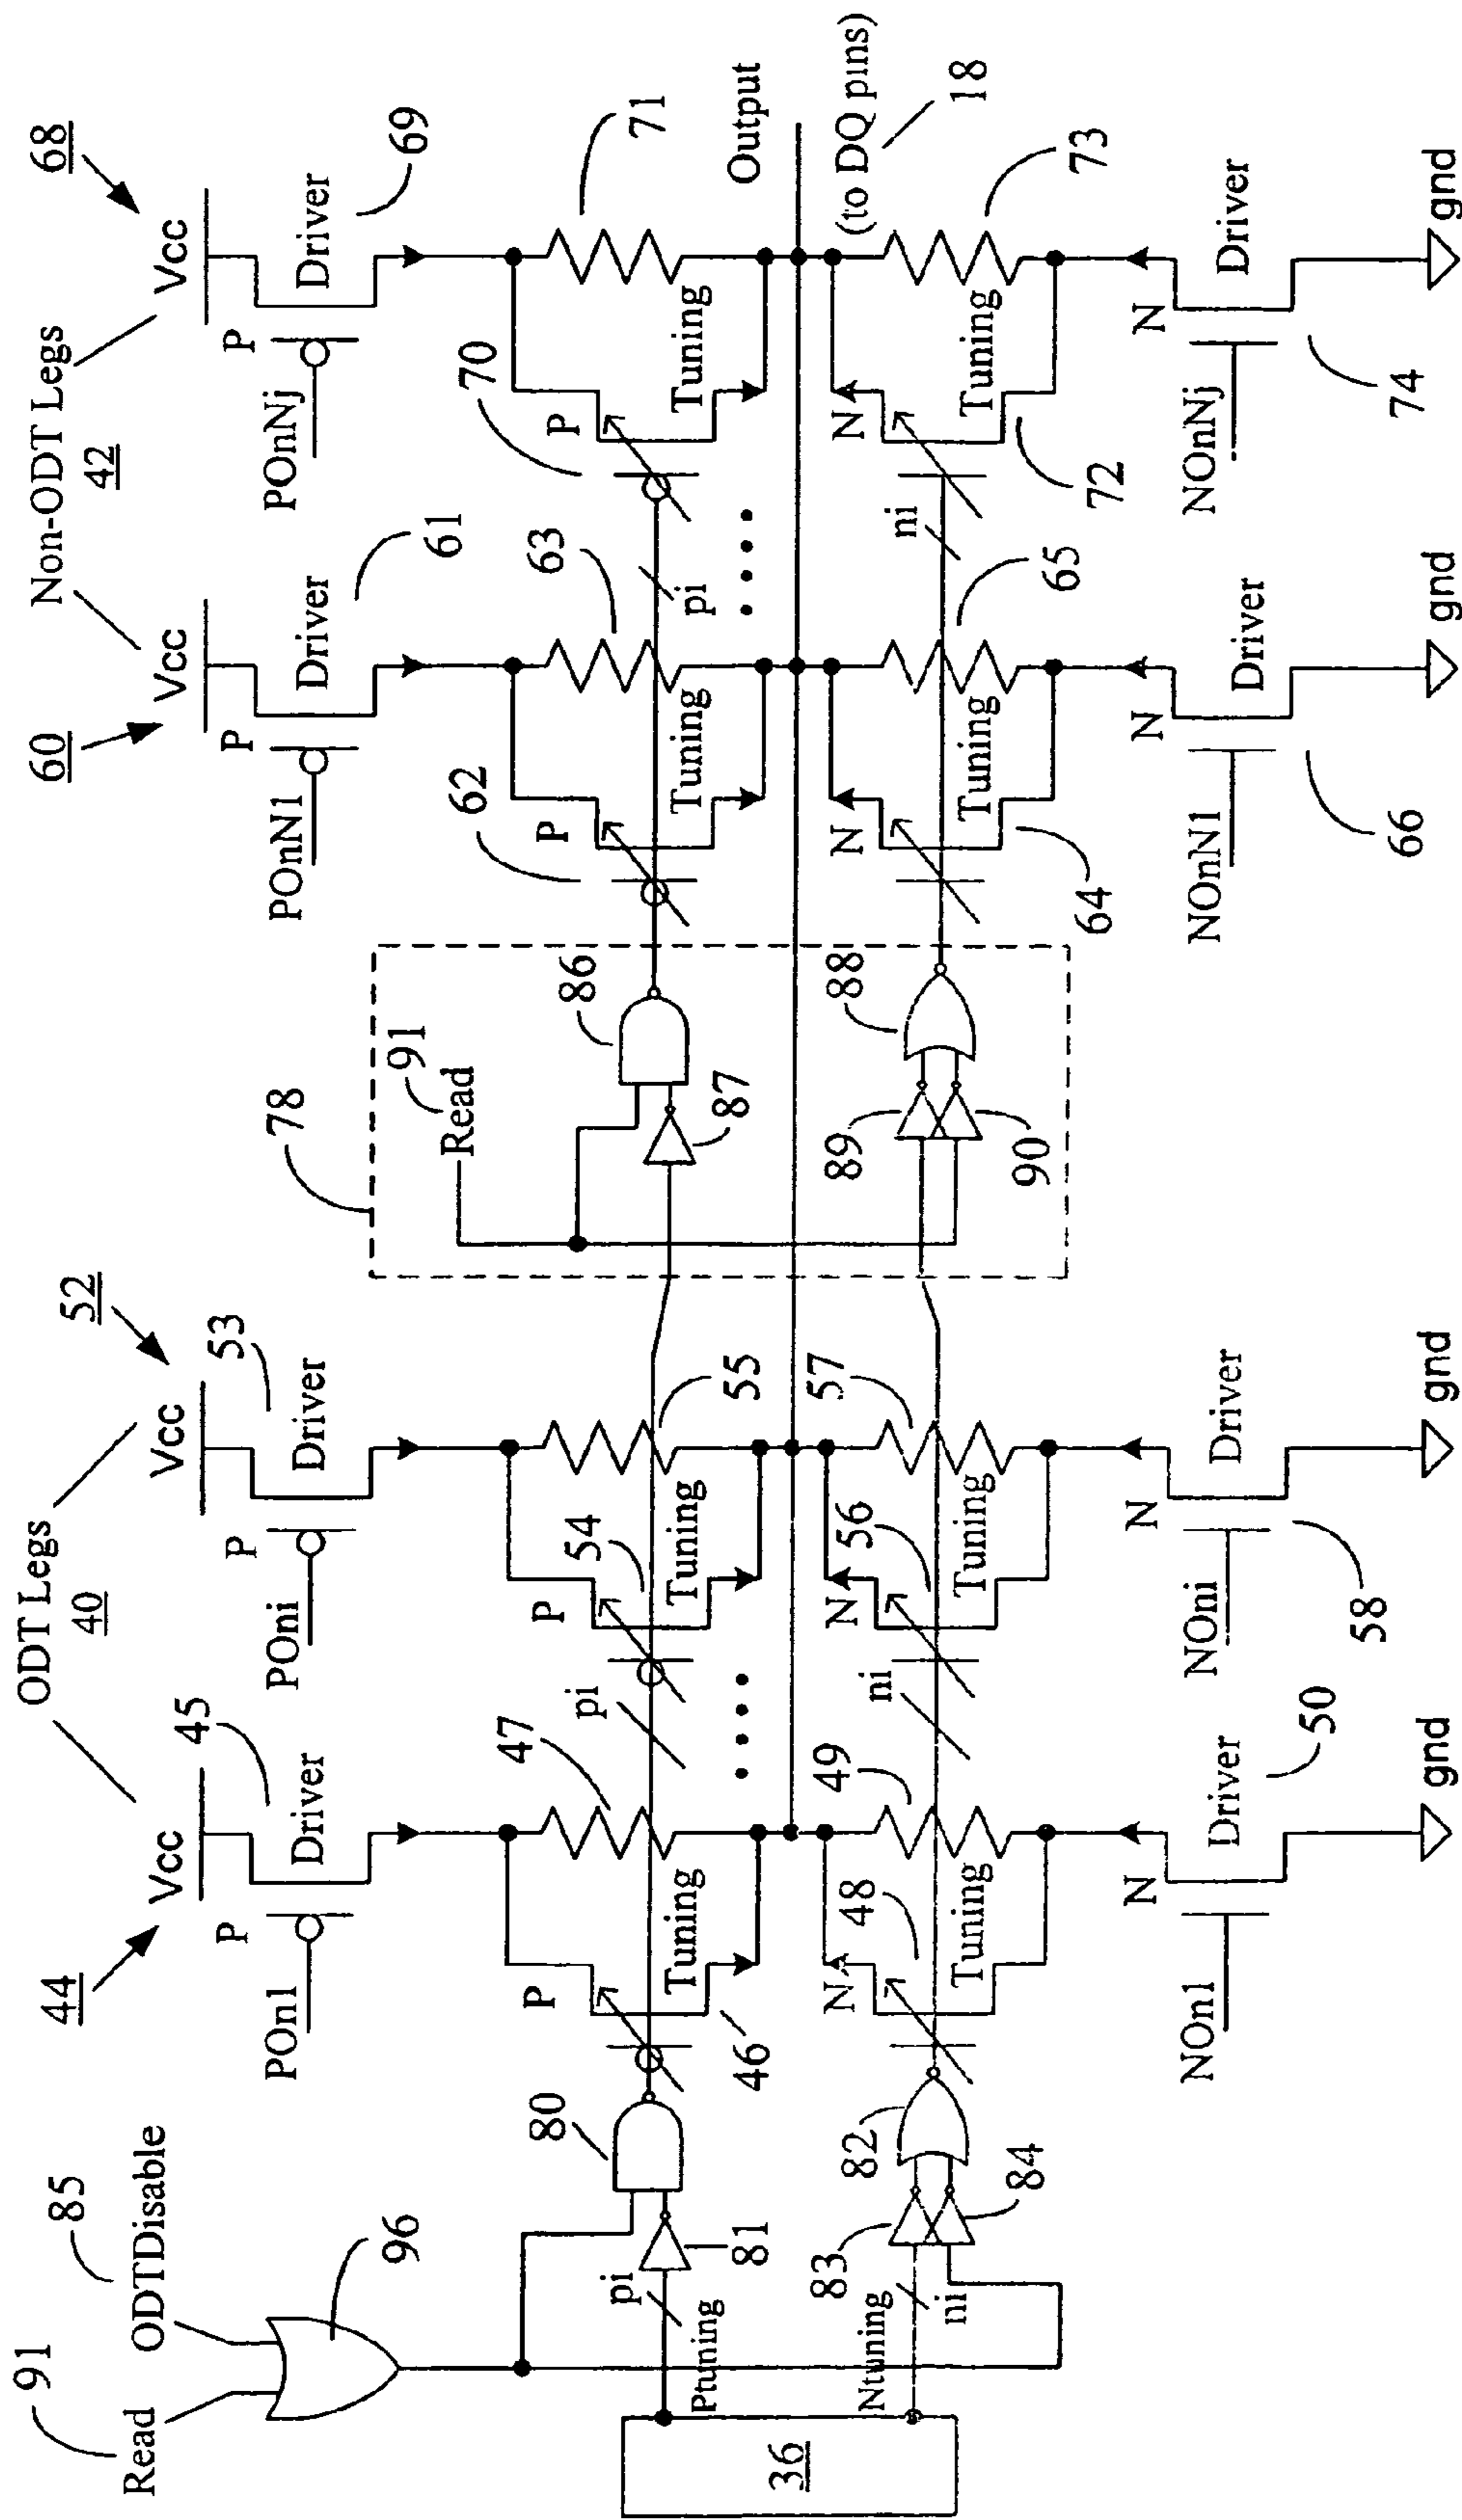 91
Read
85
ODTDisable
96
36
Ptuning
pi
81
80
Ntuning
ni
83
84
82
ODT Legs
40
44
Vcc
45
P
Driver
POn1
47
P
Tuning
46
N
48
49
Tuning
N
Driver
50
NOn1
gnd
52
Vcc
53
P
Driver
POni
pi
54
55
P
Tuning
ni
N
56
57
Tuning
N
Driver
58
NOni
gnd
78
91
Read
86
87
88
89
90
Non-ODT Legs
42
60
Vcc
61
P
Driver
POnN1
62
63
P
Tuning
pi
N
64
65
Tuning
N
Driver
66
NOnN1
gnd
68
Vcc
69
P
Driver
POnNj
70
71
P
Tuning
ni
N
72
73
Tuning
N
Driver
74
NOnNj
gnd
Output
(to DQ pins)
18